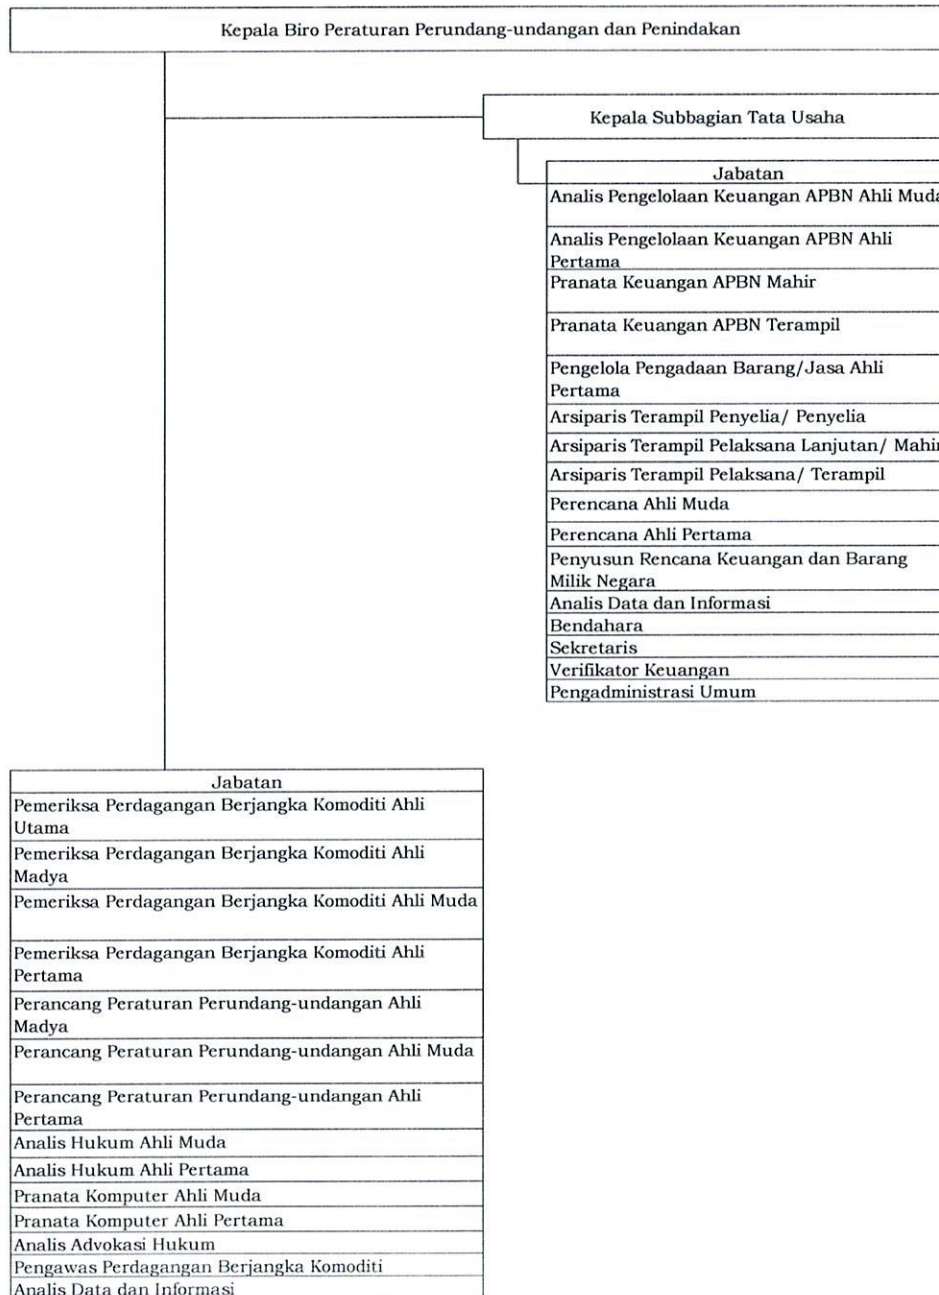 Kepala Biro Peraturan Perundang-undangan dan Penindakan
Kepala Subbagian Tata Usaha
Jabatan
Analis Pengelolaan Keuangan APBN Ahli Muda
Analis Pengelolaan Keuangan APBN Ahli
Pertama
Pranata Keuangan APBN Mahir
Pranata Keuangan APBN Terampil
Pengelola Pengadaan Barang/Jasa Ahli
Pertama
Arsiparis Terampil Penyelia/ Penyelia
Arsiparis Terampil Pelaksana Lanjutan/ Mahir
Arsiparis Terampil Pelaksana/ Terampil
Perencana Ahli Muda
Perencana Ahli Pertama
Penyusun Rencana Keuangan dan Barang
Milik Negara
Analis Data dan Informasi
Bendahara
Sekretaris
Verifikator Keuangan
Pengadministrasi Umum
Jabatan
Pemeriksa Perdagangan Berjangka Komoditi Ahli
Utama
Pemeriksa Perdagangan Berjangka Komoditi Ahli
Madya
Pemeriksa Perdagangan Berjangka Komoditi Ahli Muda
Pemeriksa Perdagangan Berjangka Komoditi Ahli
Pertama
Perancang Peraturan Perundang-undangan Ahli
Madya
Perancang Peraturan Perundang-undangan Ahli Muda
Perancang Peraturan Perundang-undangan Ahli
Pertama
Analis Hukum Ahli Muda
Analis Hukum Ahli Pertama
Pranata Komputer Ahli Muda
Pranata Komputer Ahli Pertama
Analis Advokasi Hukum
Pengawas Perdagangan Berjangka Komoditi
Analis Data dan Informasi